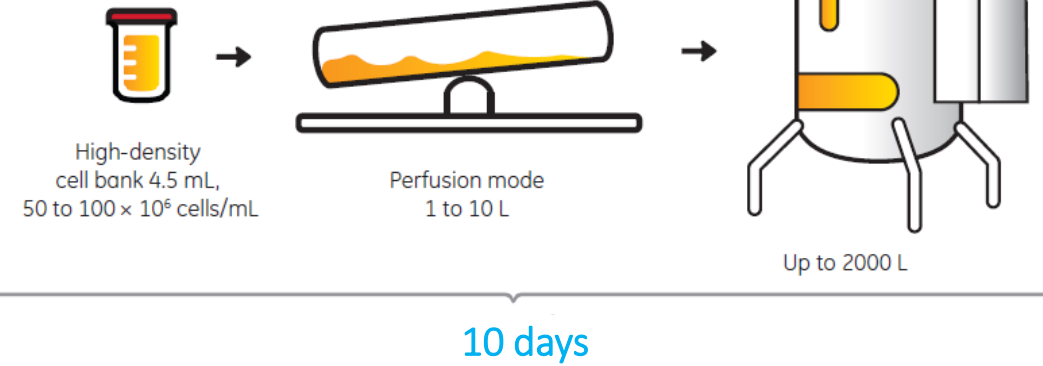 High-density
cell bank 4.5 mL,
50 to 100 × 10⁶ cells/mL
Perfusion mode
1 to 10 L
Up to 2000 L
10 days